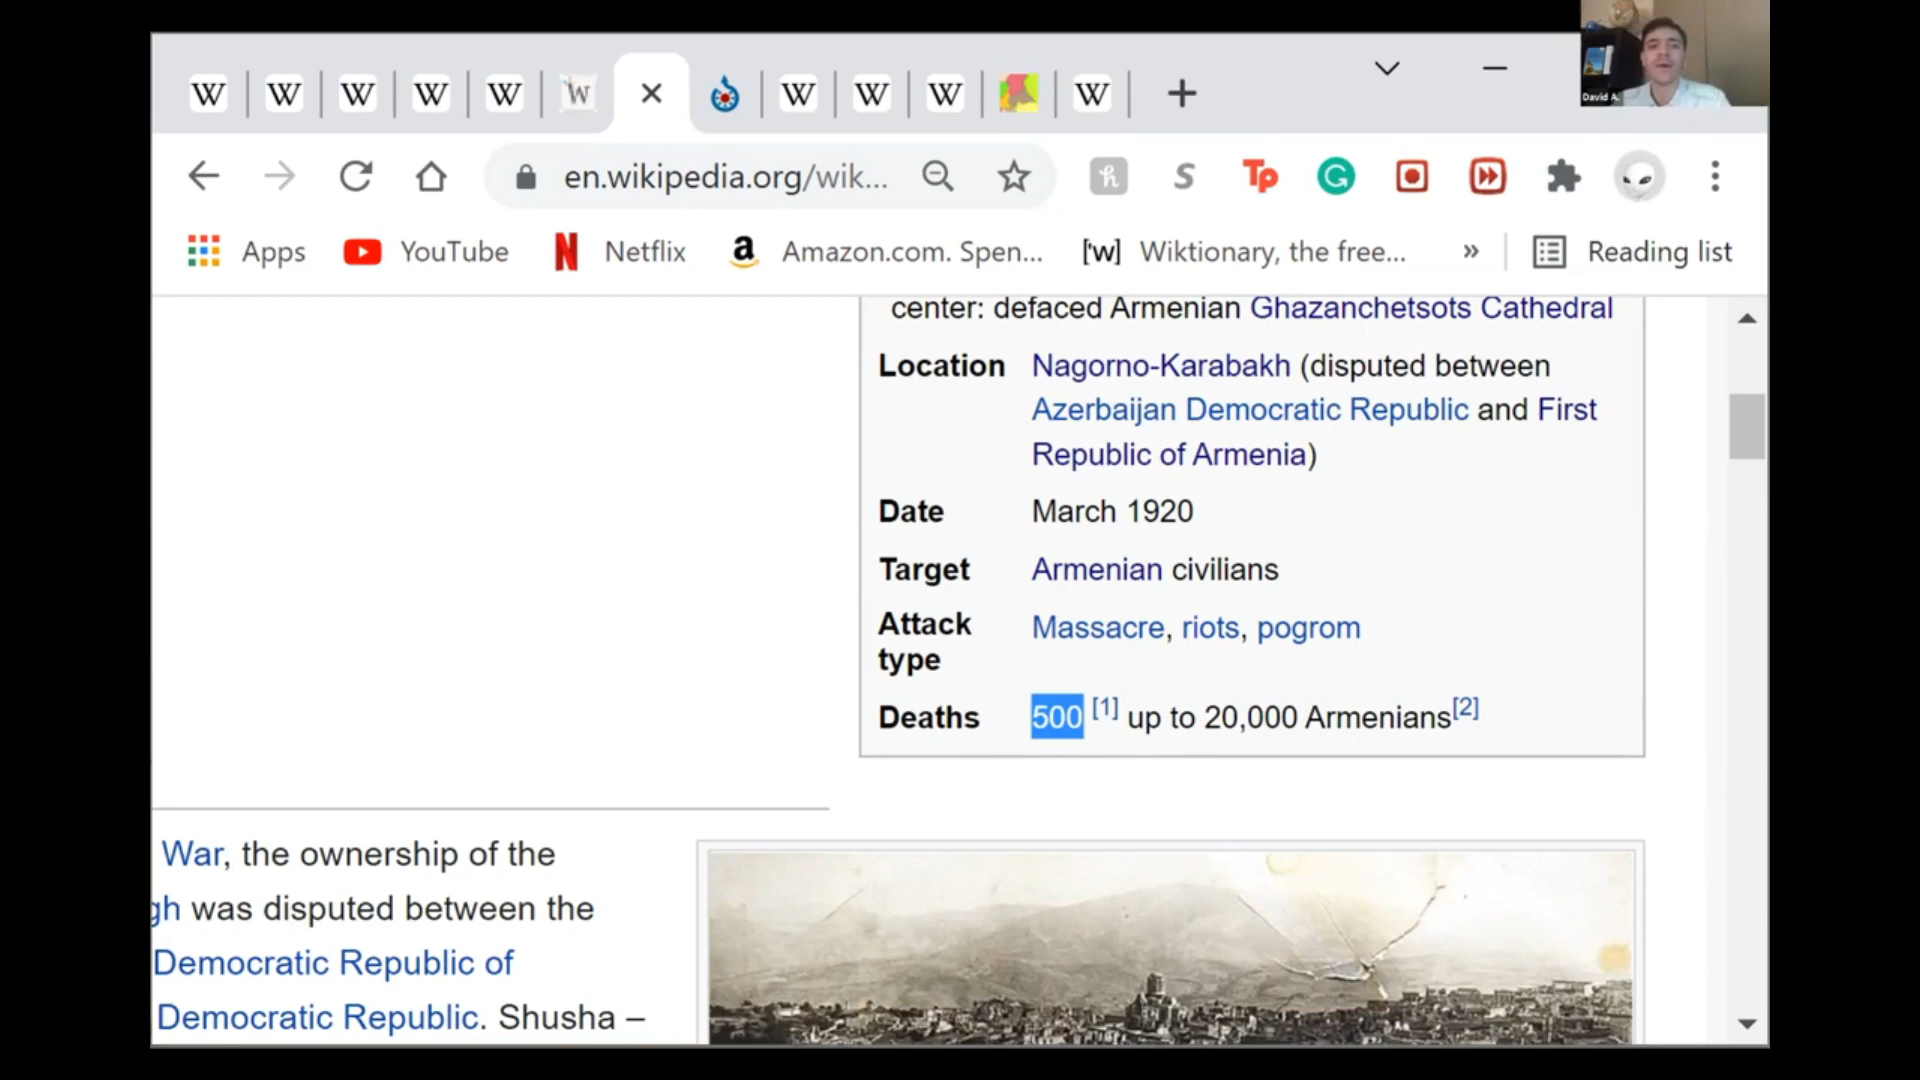 W W W W W W W W W W
David A.
en.wikipedia.org/wik...
h S Tp G
Apps YouTube N Netflix a Amazon.com. Spen... ['w] Wiktionary, the free... » Reading list
center: defaced Armenian Ghazanchetsots Cathedral
Location Nagorno-Karabakh (disputed between
Azerbaijan Democratic Republic and First
Republic of Armenia)
Date March 1920
Target Armenian civilians
Attack type Massacre, riots, pogrom
Deaths 500 [1] up to 20,000 Armenians[2]
War, the ownership of the
gh was disputed between the
Democratic Republic of
Democratic Republic. Shusha –